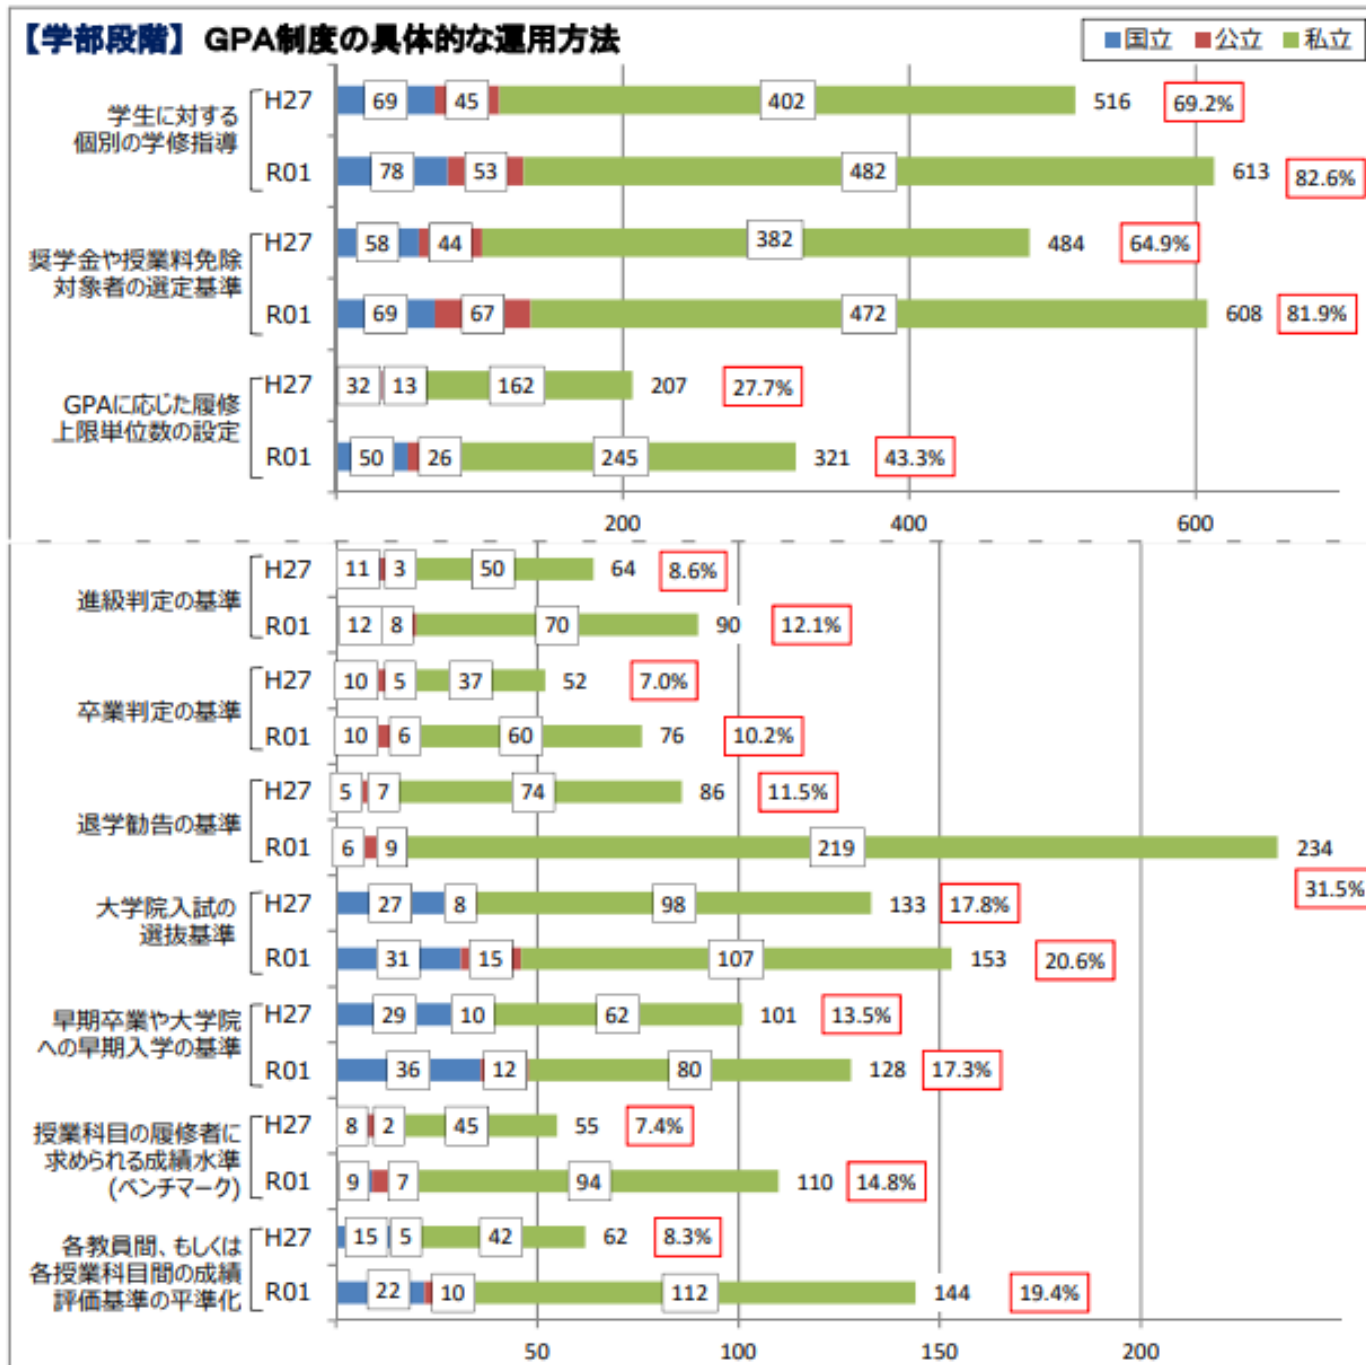 【学部段階】 GPA制度の具体的な運用方法
国立 公立 私立
学生に対する
個別の学修指導
H27 69 45 402 516 69.2%
R01 78 53 482 613 82.6%
奨学金や授業料免除
対象者の選定基準
H27 58 44 382 484 64.9%
R01 69 67 472 608 81.9%
GPAに応じた履修
上限単位数の設定
H27 32 13 162 207 27.7%
R01 50 26 245 321 43.3%
200 400 600
進級判定の基準
H27 11 3 50 64 8.6%
R01 12 8 70 90 12.1%
卒業判定の基準
H27 10 5 37 52 7.0%
R01 10 6 60 76 10.2%
退学勧告の基準
H27 5 7 74 86 11.5%
R01 6 9 219 234 31.5%
大学院入試の
選抜基準
H27 27 8 98 133 17.8%
R01 31 15 107 153 20.6%
早期卒業や大学院
への早期入学の基準
H27 29 10 62 101 13.5%
R01 36 12 80 128 17.3%
授業科目の履修者に
求められる成績水準
(ベンチマーク)
H27 8 2 45 55 7.4%
R01 9 7 94 110 14.8%
各教員間、もしくは
各授業科目間の成績
評価基準の平準化
H27 15 5 42 62 8.3%
R01 22 10 112 144 19.4%
50 100 150 200